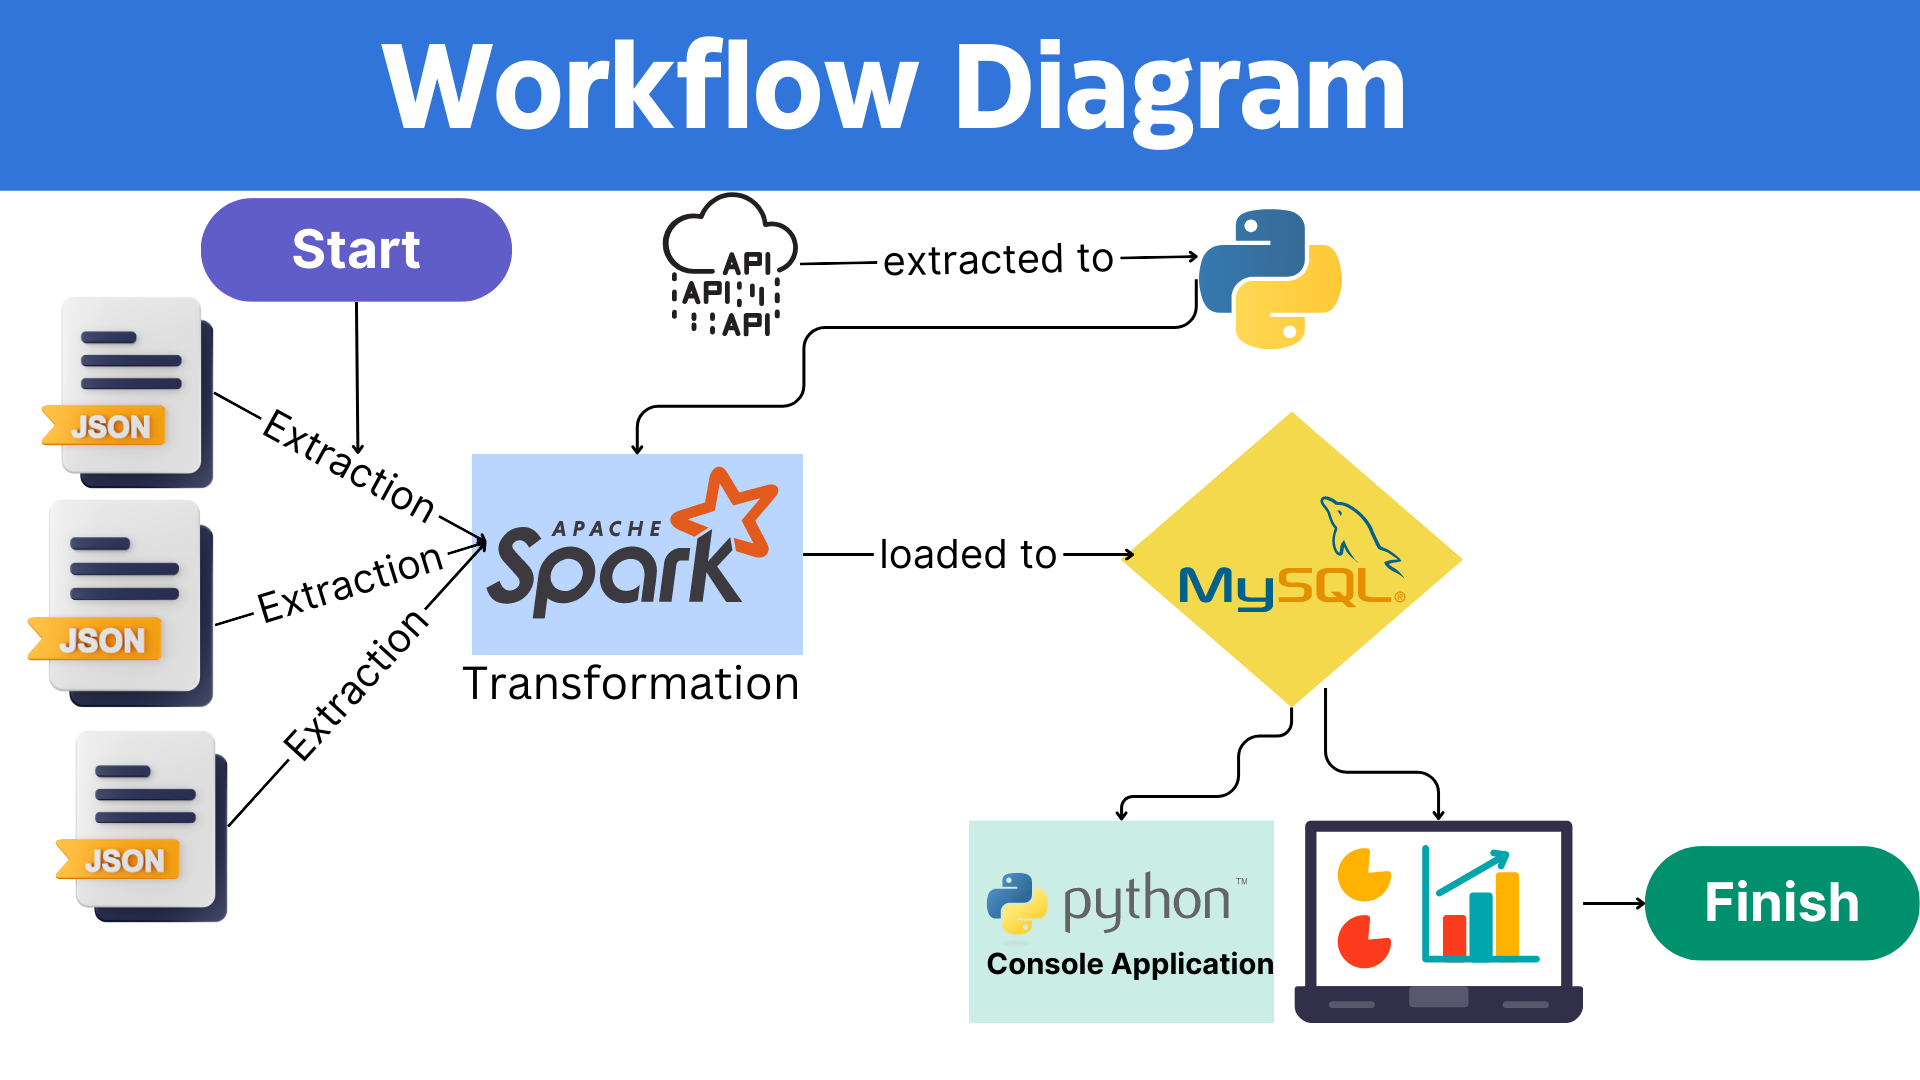 Workflow Diagram
Start
API
API
API
extracted to
JSON
Extraction
JSON
Extraction
JSON
Extraction
APACHE
Spark
Transformation
loaded to
MySQL®
python™
Console Application
Finish